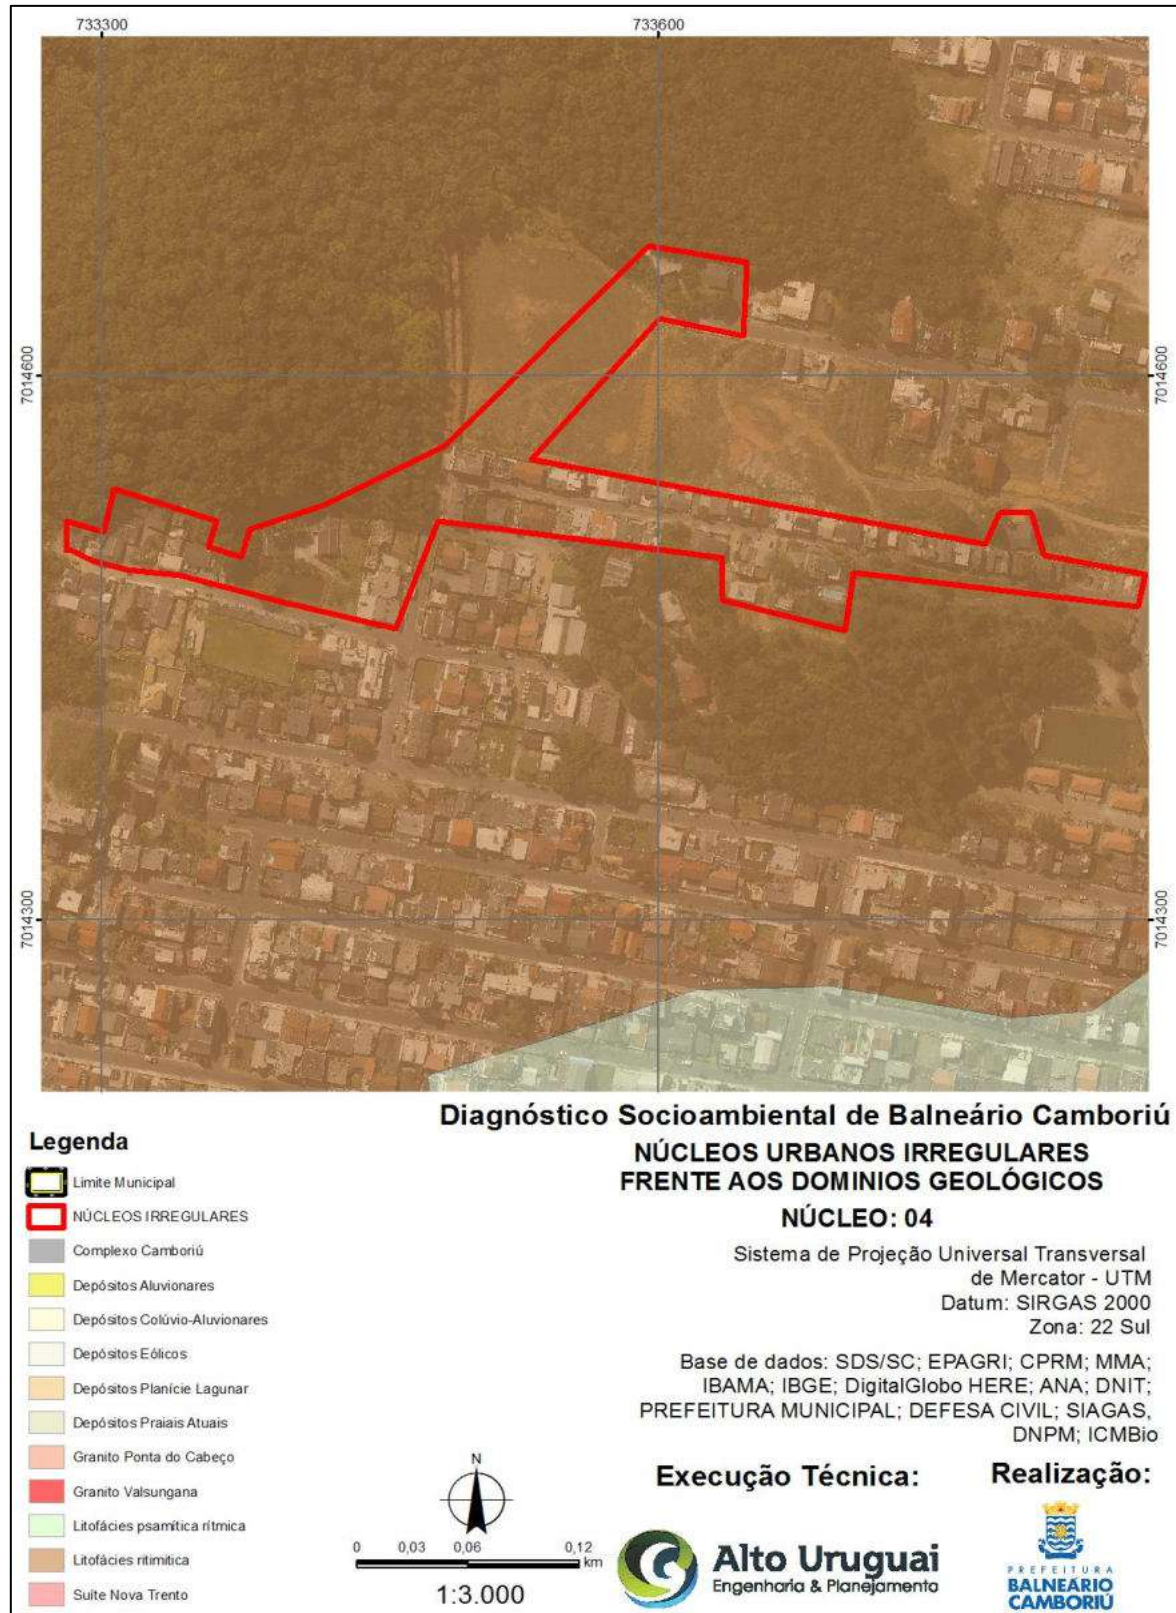 733300
733600
7014600
7014600
7014300
7014300
Diagnóstico Socioambiental de Balneário Camboriú
NÚCLEOS URBANOS IRREGULARES
FRENTE AOS DOMINIOS GEOLÓGICOS
NÚCLEO: 04
Sistema de Projeção Universal Transversal
de Mercator - UTM
Datum: SIRGAS 2000
Zona: 22 Sul
Base de dados: SDS/SC; EPAGRI; CPRM; MMA;
IBAMA; IBGE; DigitalGlobo HERE; ANA; DNIT;
PREFEITURA MUNICIPAL; DEFESA CIVIL; SIAGAS,
DNPM; ICMBio
Legenda
Limite Municipal
NÚCLEOS IRREGULARES
Complexo Camboriú
Depósitos Aluvionares
Depósitos Colúvio-Aluvionares
Depósitos Eólicos
Depósitos Planície Lagunar
Depósitos Praiais Atuais
Granito Ponta do Cabeço
Granito Valsungana
Litofácies psamítica rítmica
Litofácies ritimitica
Suíte Nova Trento
N
0 0,03 0,06 0,12
km
1:3.000
Execução Técnica:
Alto Uruguai
Engenharia & Planejamento
Realização:
PREFEITURA
BALNEÁRIO
CAMBORIÚ